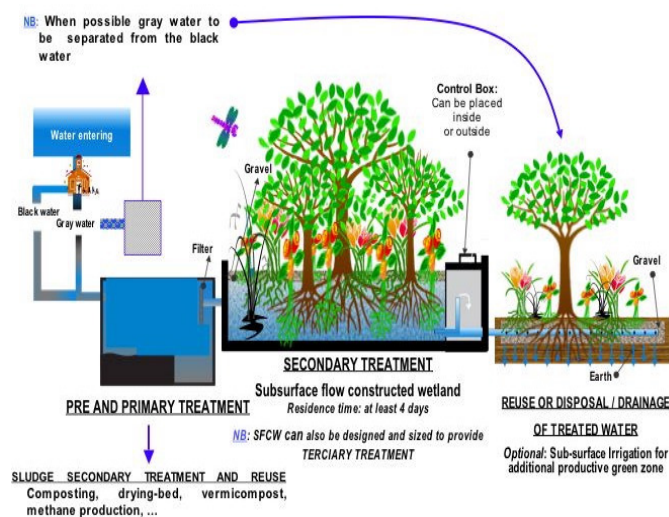 NB: When possible gray water to
be separated from the black
water
Water entering
Black water
Gray water
Filter
Gravel
Control Box:
Can be placed
inside
or outside
Gravel
Earth
PRE AND PRIMARY TREATMENT
SECONDARY TREATMENT
Subsurface flow constructed wetland
Residence time: at least 4 days
NB: SFCW can also be designed and sized to provide
TERCIARY TREATMENT
REUSE OR DISPOSAL / DRAINAGE
OF TREATED WATER
Optional: Sub-surface Irrigation for
additional productive green zone
SLUDGE SECONDARY TREATMENT AND REUSE
Composting, drying-bed, vermicompost,
methane production, ...